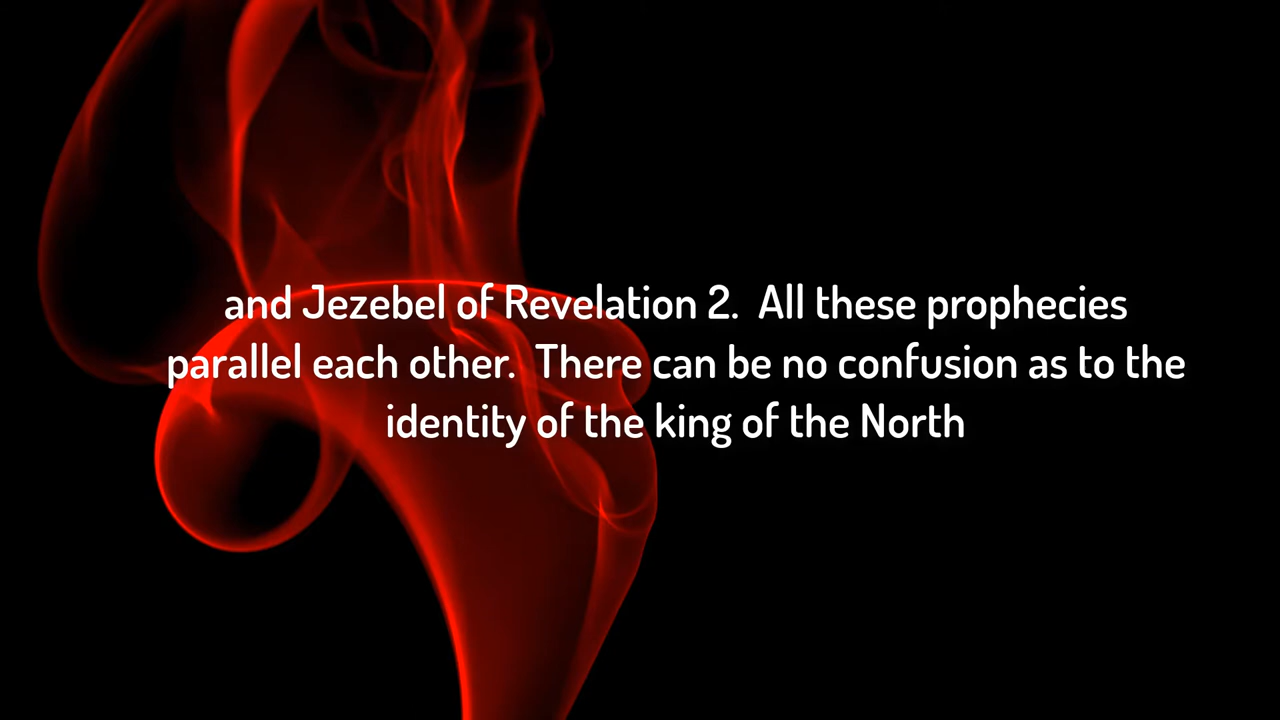 and Jezebel of Revelation 2.  All these prophecies
parallel each other.  There can be no confusion as to the
identity of the king of the North